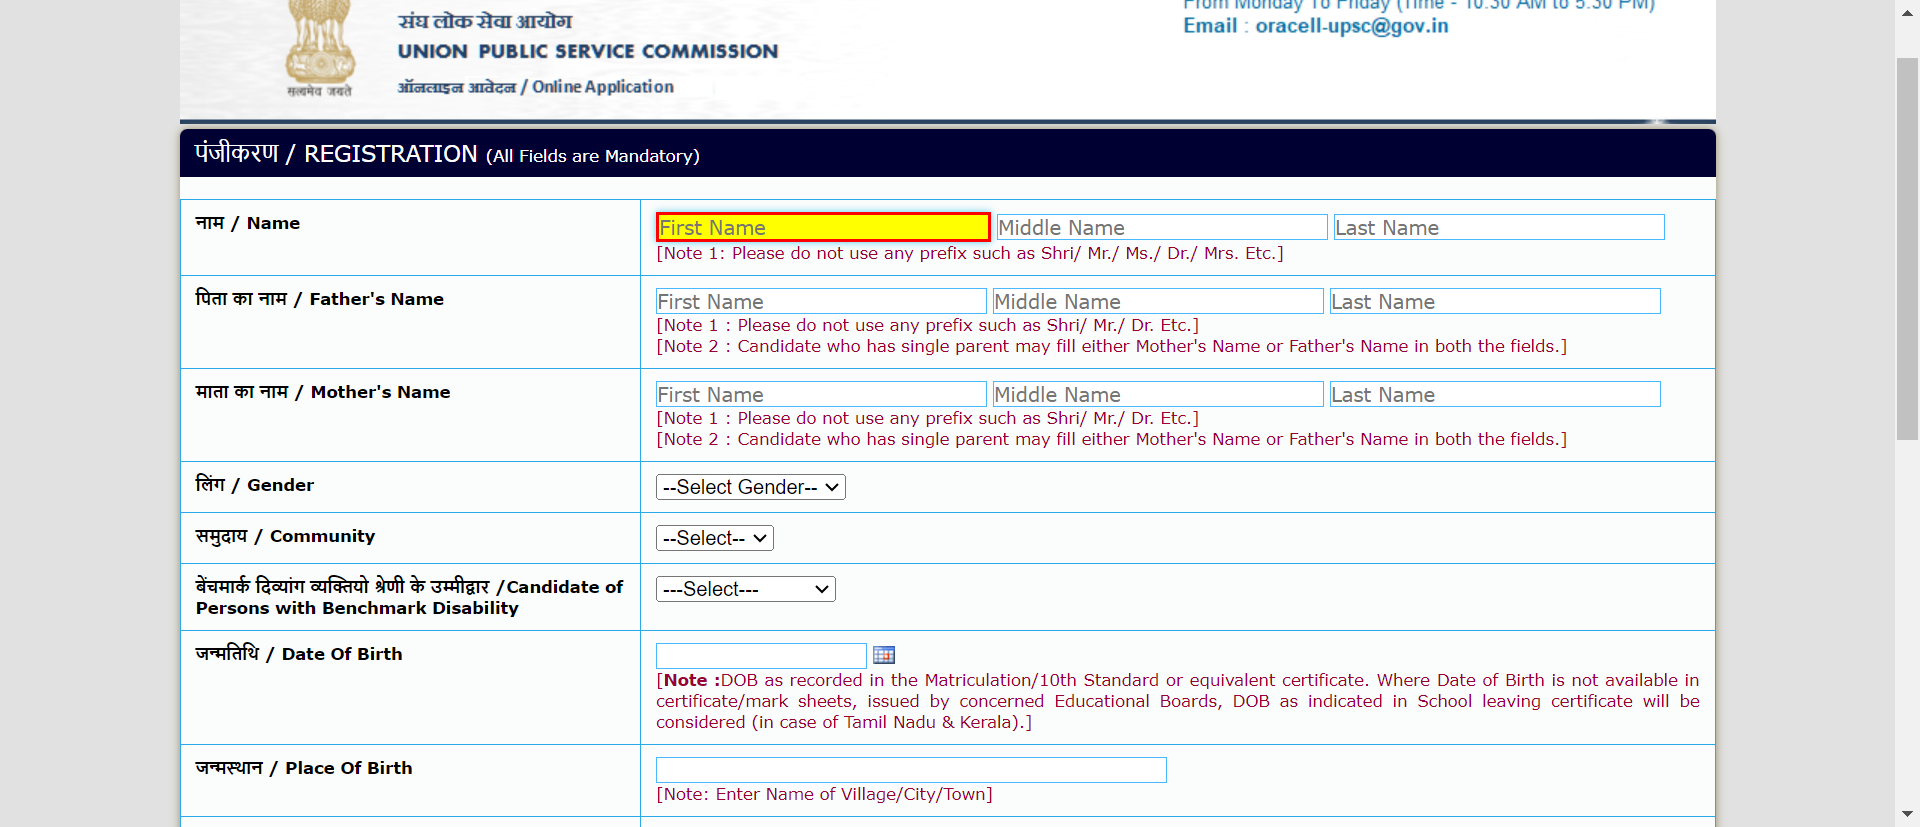 From Monday To Friday (Time - 10:30 AM to 5:30 PM)
संघ लोक सेवा आयोग
Email : oracell-upsc@gov.in
UNION PUBLIC SERVICE COMMISSION
सत्यमेव जयते
ऑनलाइन आवेदन / Online Application
पंजीकरण / REGISTRATION (All Fields are Mandatory)
नाम / Name
First Name Middle Name Last Name
[Note 1: Please do not use any prefix such as Shri/ Mr./ Ms./ Dr./ Mrs. Etc.]
पिता का नाम / Father's Name
First Name Middle Name Last Name
[Note 1 : Please do not use any prefix such as Shri/ Mr./ Dr. Etc.]
[Note 2 : Candidate who has single parent may fill either Mother's Name or Father's Name in both the fields.]
माता का नाम / Mother's Name
First Name Middle Name Last Name
[Note 1 : Please do not use any prefix such as Shri/ Mr./ Dr. Etc.]
[Note 2 : Candidate who has single parent may fill either Mother's Name or Father's Name in both the fields.]
लिंग / Gender
--Select Gender--
समुदाय / Community
--Select--
बेंचमार्क दिव्यांग व्यक्तियो श्रेणी के उम्मीद्वार /Candidate of
Persons with Benchmark Disability
---Select---
जन्मतिथि / Date Of Birth
[Note :DOB as recorded in the Matriculation/10th Standard or equivalent certificate. Where Date of Birth is not available in
certificate/mark sheets, issued by concerned Educational Boards, DOB as indicated in School leaving certificate will be
considered (in case of Tamil Nadu & Kerala).]
जन्मस्थान / Place Of Birth
[Note: Enter Name of Village/City/Town]